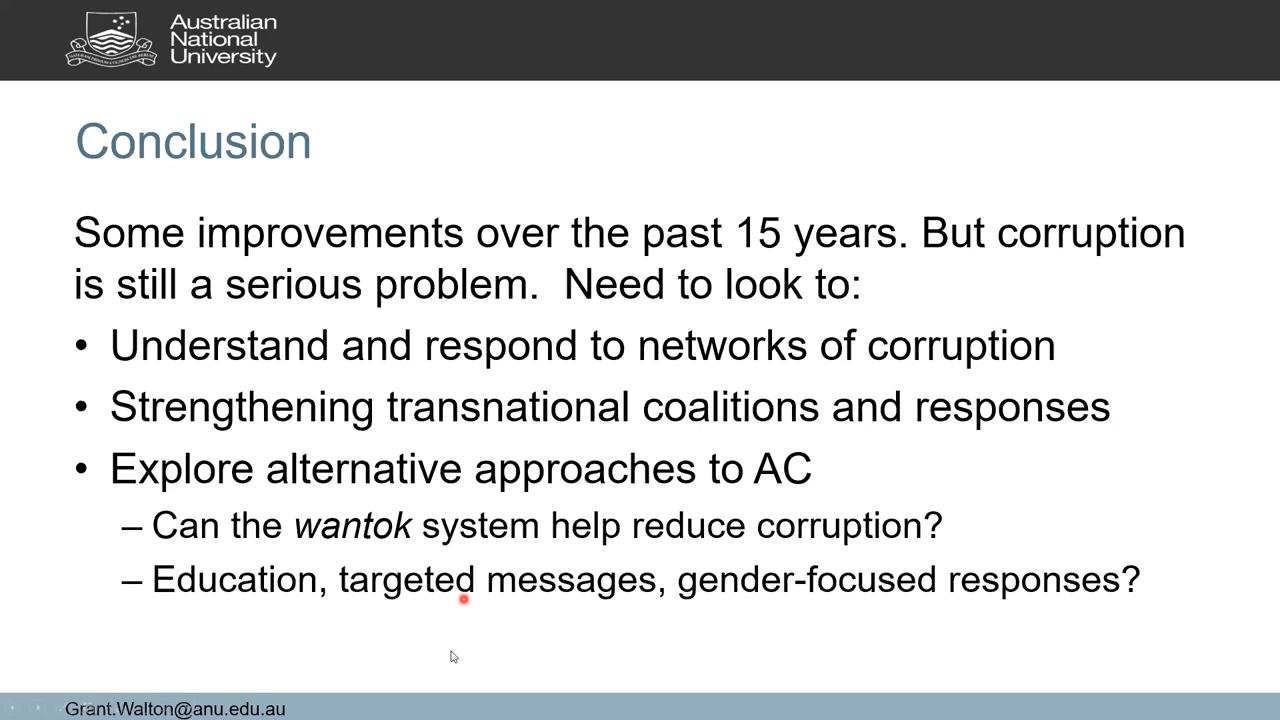 Australian
National
University
Conclusion
Some improvements over the past 15 years. But corruption
is still a serious problem.  Need to look to:
• Understand and respond to networks of corruption
• Strengthening transnational coalitions and responses
• Explore alternative approaches to AC
– Can the wantok system help reduce corruption?
– Education, targeted messages, gender-focused responses?
Grant.Walton@anu.edu.au